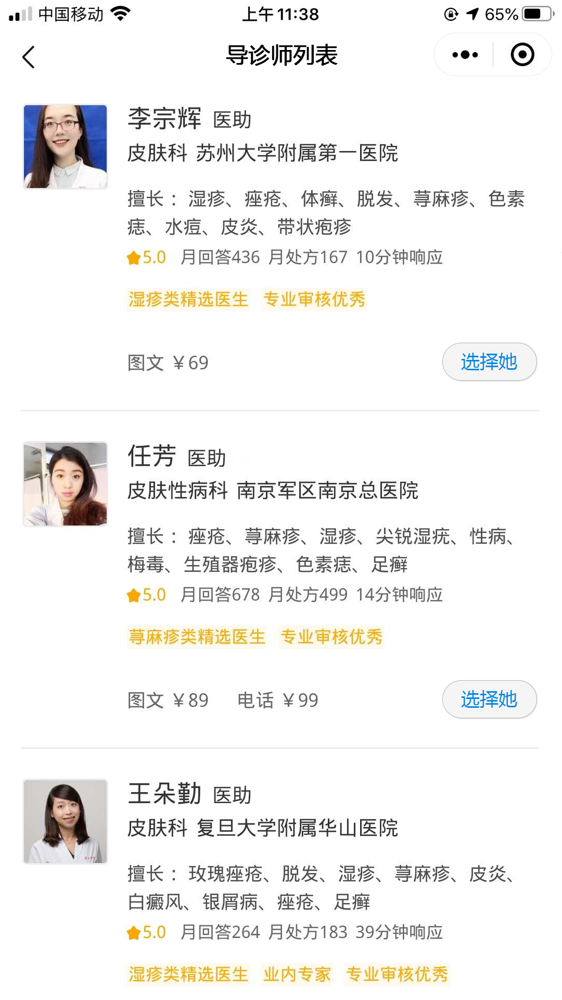 中国移动 上午11:38 65%
导诊师列表
李宗辉 医助
皮肤科 苏州大学附属第一医院
擅长：湿疹、痤疮、体癣、脱发、荨麻疹、色素
痣、水痘、皮炎、带状疱疹
5.0 月回答436 月处方167 10分钟响应
湿疹类精选医生 专业审核优秀
图文 ￥69 选择她
任芳 医助
皮肤性病科 南京军区南京总医院
擅长：痤疮、荨麻疹、湿疹、尖锐湿疣、性病、
梅毒、生殖器疱疹、色素痣、足癣
5.0 月回答678 月处方499 14分钟响应
荨麻疹类精选医生 专业审核优秀
图文 ￥89 电话 ￥99 选择她
王朵勤 医助
皮肤科 复旦大学附属华山医院
擅长：玫瑰痤疮、脱发、湿疹、荨麻疹、皮炎、
白癜风、银屑病、痤疮、足癣
5.0 月回答264 月处方183 39分钟响应
湿疹类精选医生 业内专家 专业审核优秀